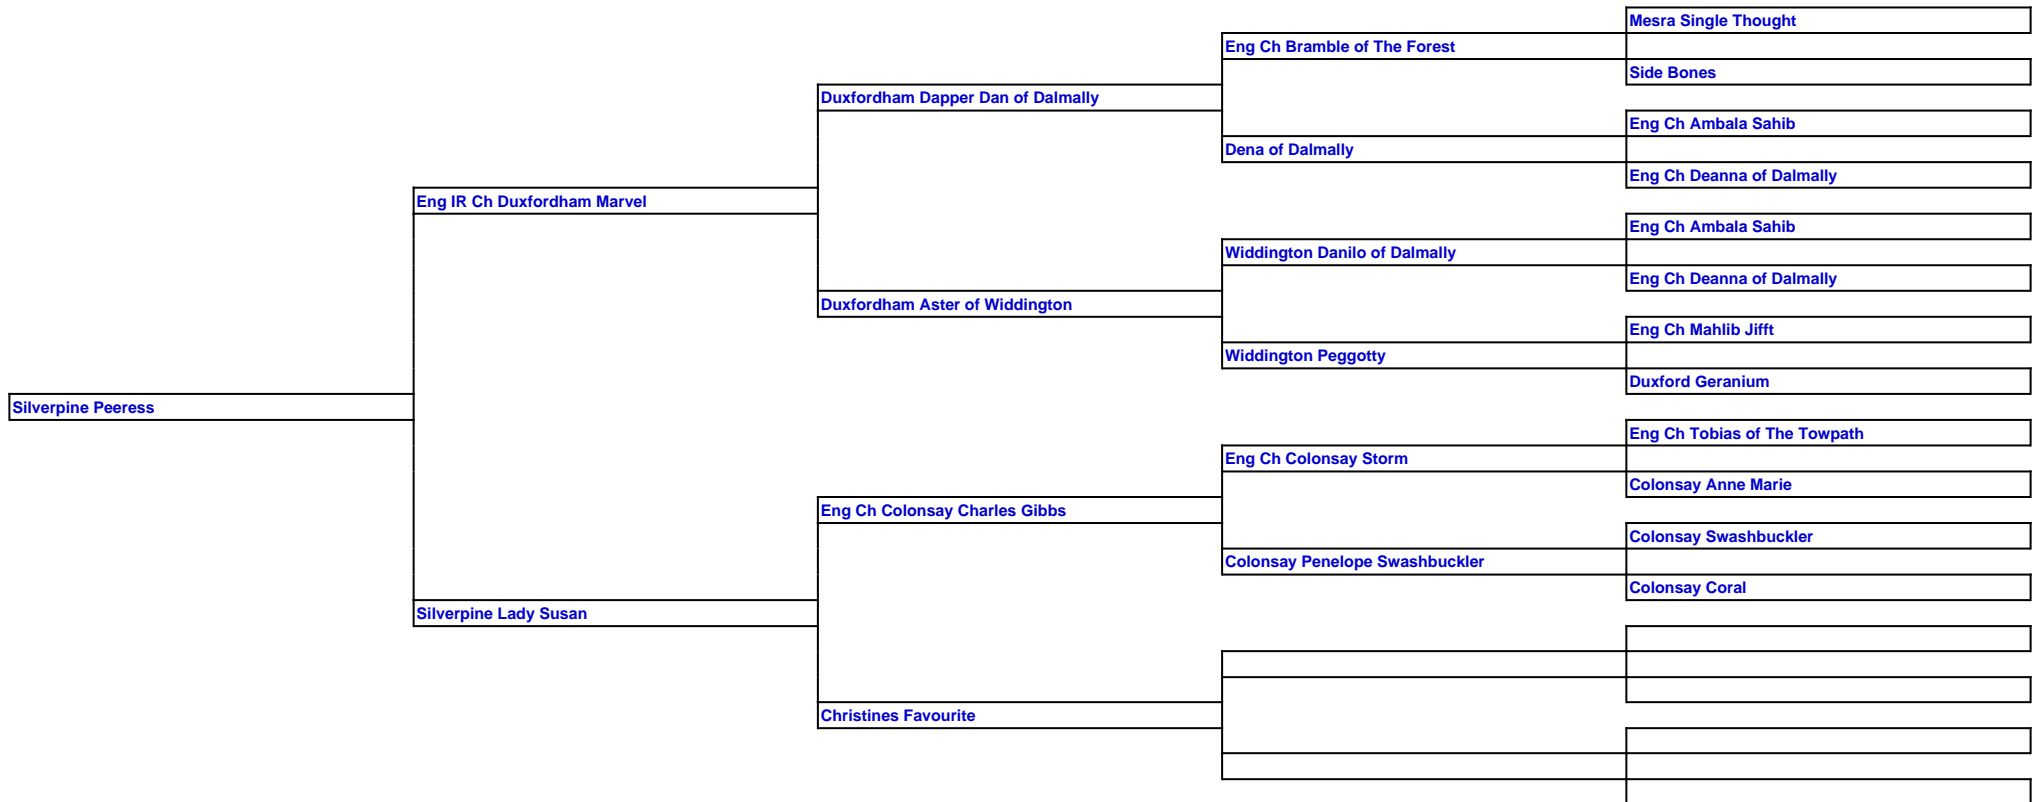 Mesra Single Thought
Eng Ch Bramble of The Forest
Side Bones
Duxfordham Dapper Dan of Dalmally
Eng Ch Ambala Sahib
Dena of Dalmally
Eng Ch Deanna of Dalmally
Eng IR Ch Duxfordham Marvel
Eng Ch Ambala Sahib
Widdington Danilo of Dalmally
Eng Ch Deanna of Dalmally
Duxfordham Aster of Widdington
Eng Ch Mahlib Jifft
Widdington Peggotty
Duxford Geranium
Silverpine Peeress
Eng Ch Tobias of The Towpath
Eng Ch Colonsay Storm
Colonsay Anne Marie
Eng Ch Colonsay Charles Gibbs
Colonsay Swashbuckler
Colonsay Penelope Swashbuckler
Colonsay Coral
Silverpine Lady Susan
Christines Favourite